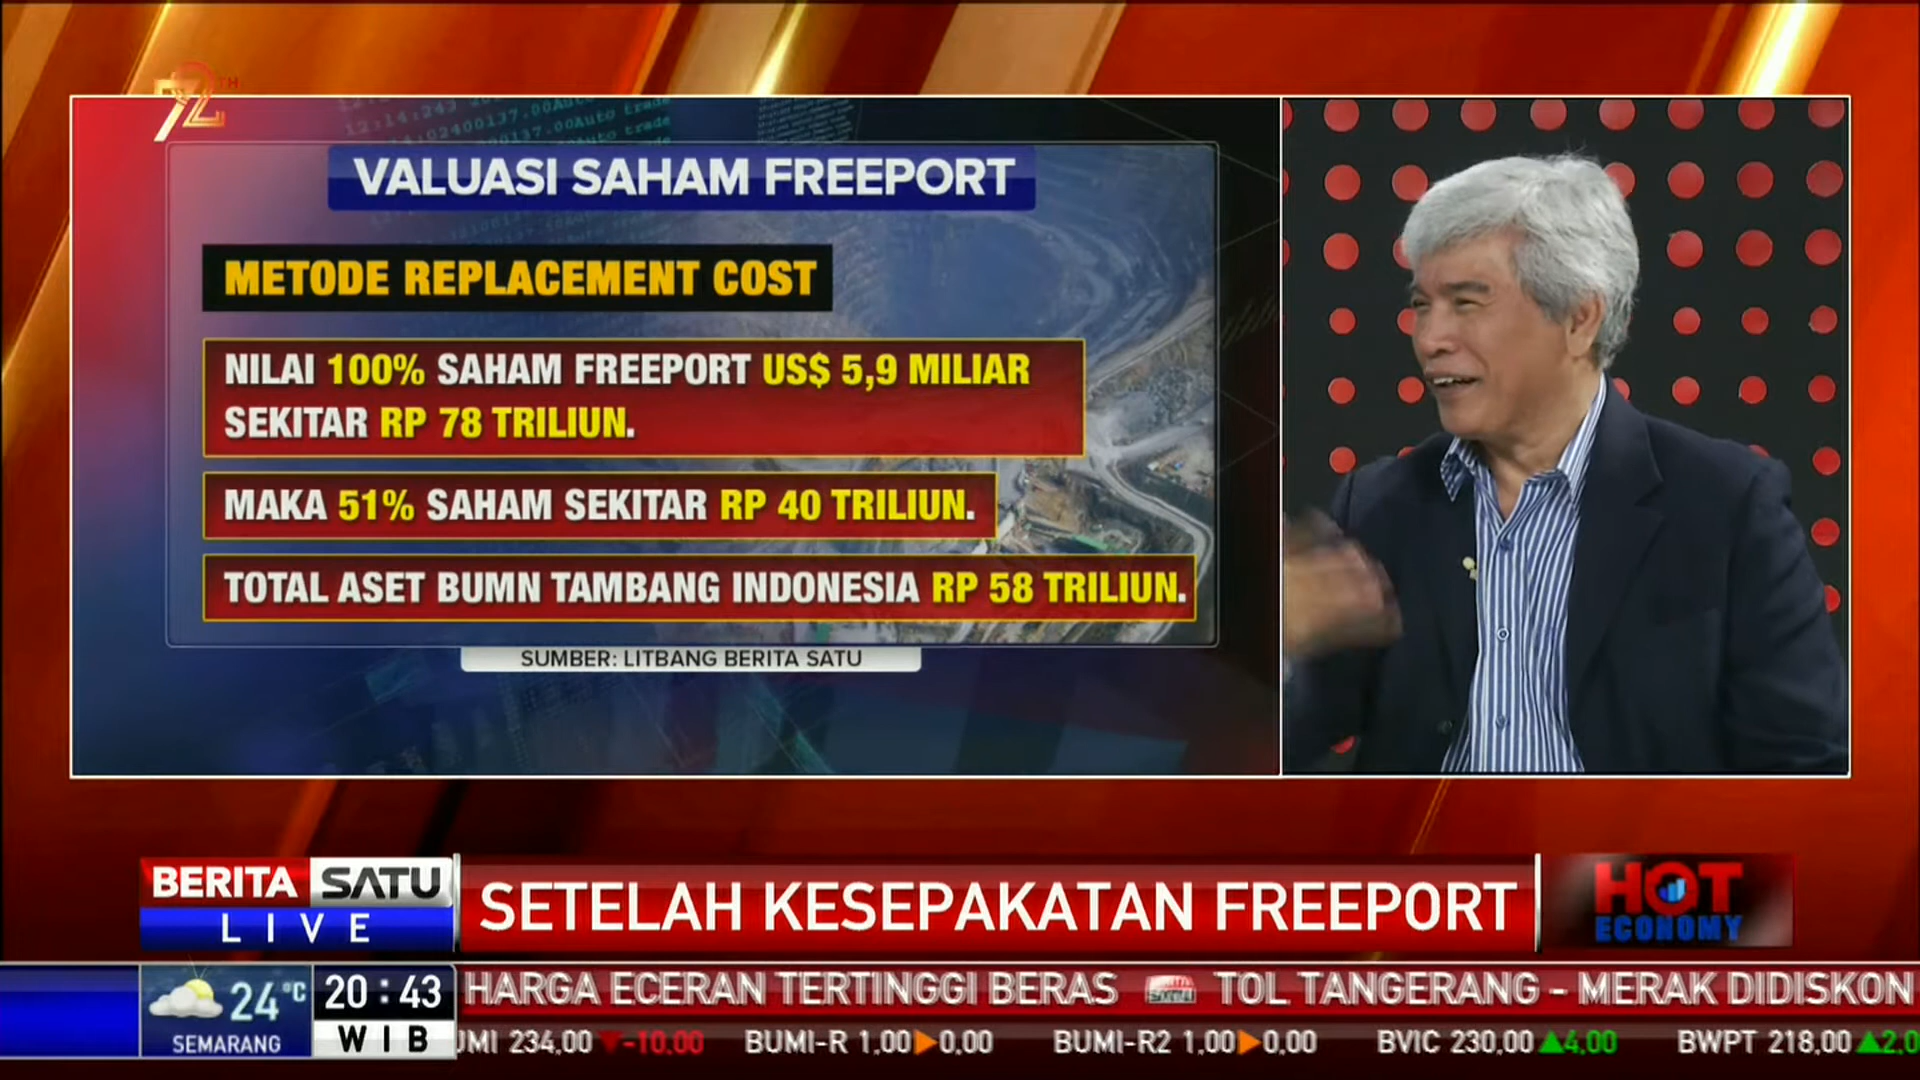 72TH
VALUASI SAHAM FREEPORT
METODE REPLACEMENT COST
NILAI 100% SAHAM FREEPORT US$ 5,9 MILIAR
SEKITAR RP 78 TRILIUN.
MAKA 51% SAHAM SEKITAR RP 40 TRILIUN.
TOTAL ASET BUMN TAMBANG INDONESIA RP 58 TRILIUN.
SUMBER: LITBANG BERITA SATU
BERITA SATU
LIVE
SETELAH KESEPAKATAN FREEPORT
HOT
ECONOMY
24°C
SEMARANG
20:43
WIB
HARGA ECERAN TERTINGGI BERAS TOL TANGERANG - MERAK DIDISKON
234,00 -10.00 BUMI-R 1,00 0,00 BUMI-R2 1,00 0,00 BVIC 230,00 4,00 BWPT 218,00